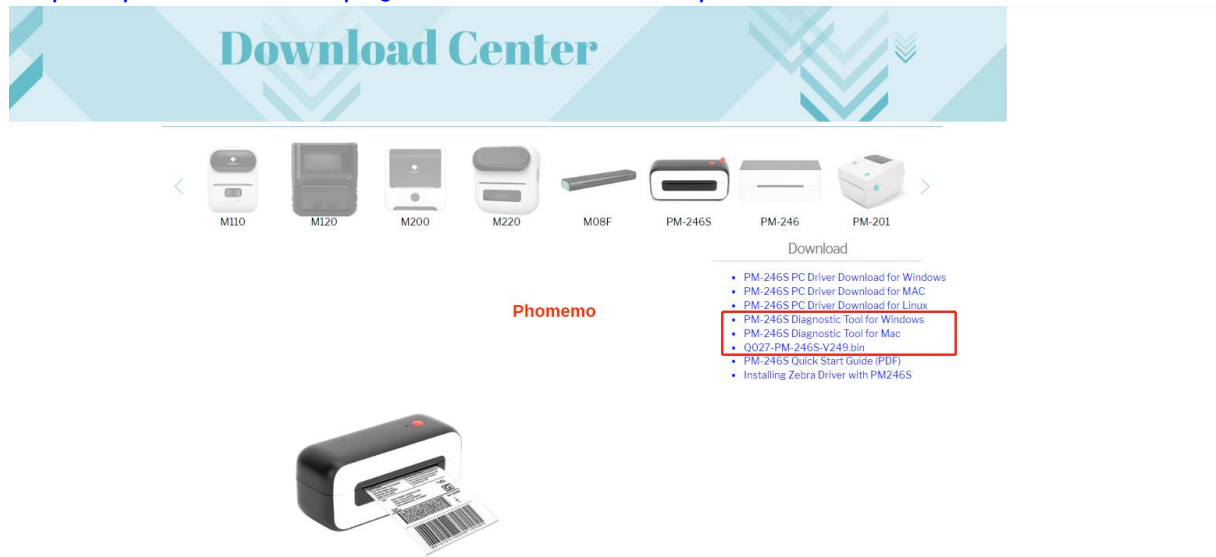 Download Center
M110
M120
M200
M220
M08F
PM-246S
PM-246
PM-201
Download
PM-246S PC Driver Download for Windows
PM-246S PC Driver Download for MAC
PM-246S PC Driver Download for Linux
PM-246S Diagnostic Tool for Windows
PM-246S Diagnostic Tool for Mac
Q027-PM-246S-V249.bin
PM-246S Quick Start Guide (PDF)
Installing Zebra Driver with PM246S
Phomemo